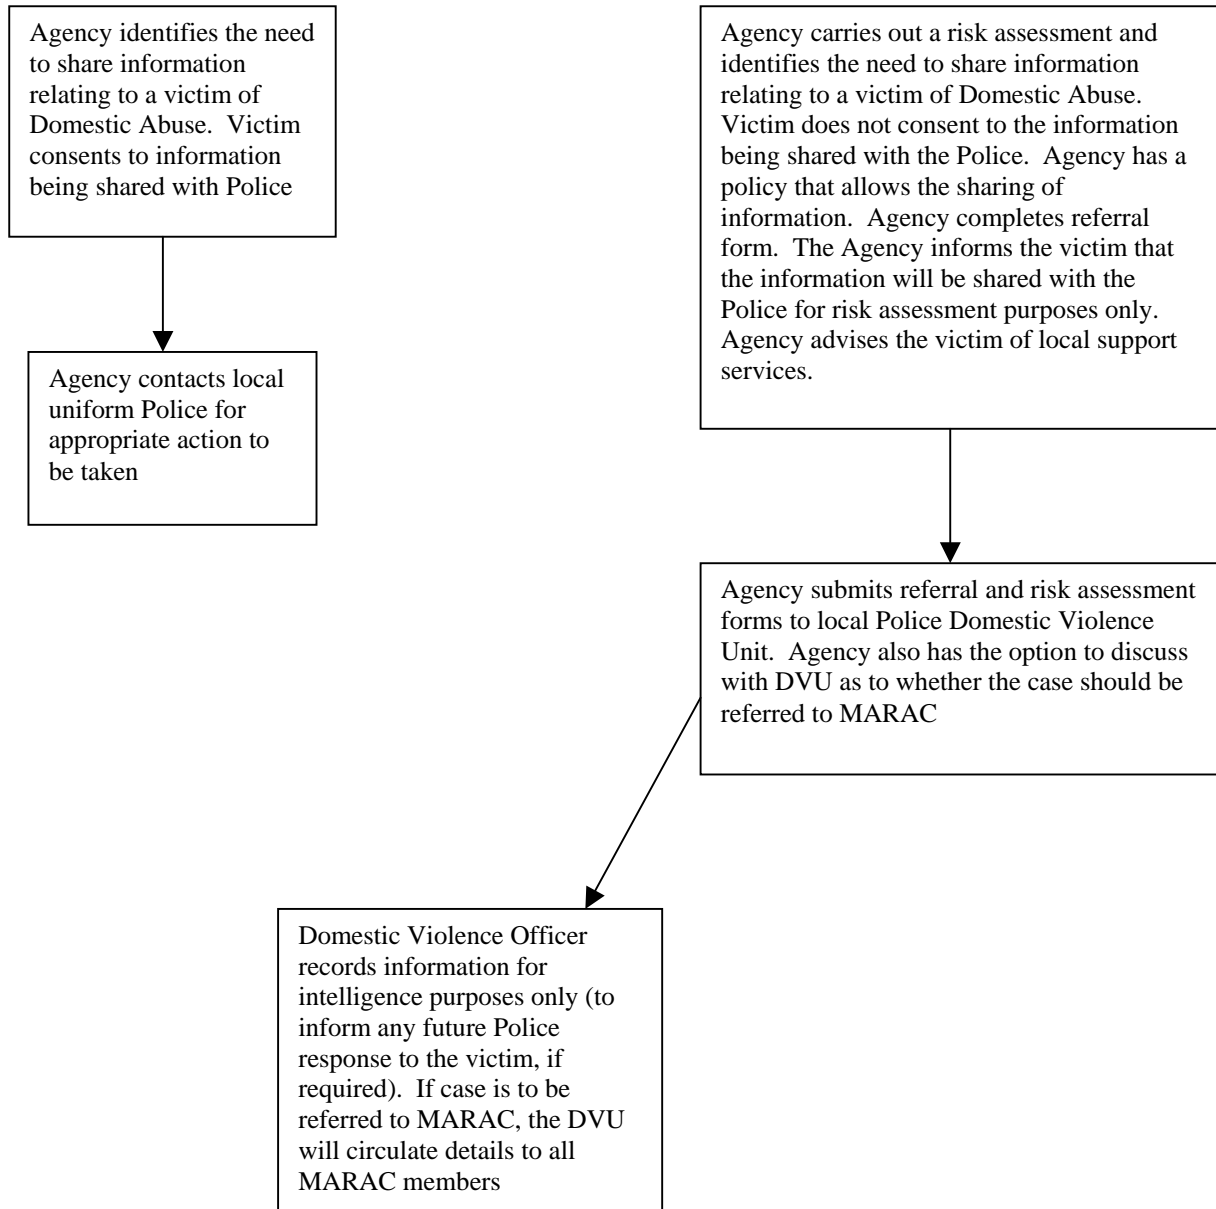 Agency identifies the need
to share information
relating to a victim of
Domestic Abuse.  Victim
consents to information
being shared with Police
Agency contacts local
uniform Police for
appropriate action to
be taken
Agency carries out a risk assessment and
identifies the need to share information
relating to a victim of Domestic Abuse.
Victim does not consent to the information
being shared with the Police.  Agency has a
policy that allows the sharing of
information.  Agency completes referral
form.  The Agency informs the victim that
the information will be shared with the
Police for risk assessment purposes only.
Agency advises the victim of local support
services.
Agency submits referral and risk assessment
forms to local Police Domestic Violence
Unit.  Agency also has the option to discuss
with DVU as to whether the case should be
referred to MARAC
Domestic Violence Officer
records information for
intelligence purposes only (to
inform any future Police
response to the victim, if
required).  If case is to be
referred to MARAC, the DVU
will circulate details to all
MARAC members